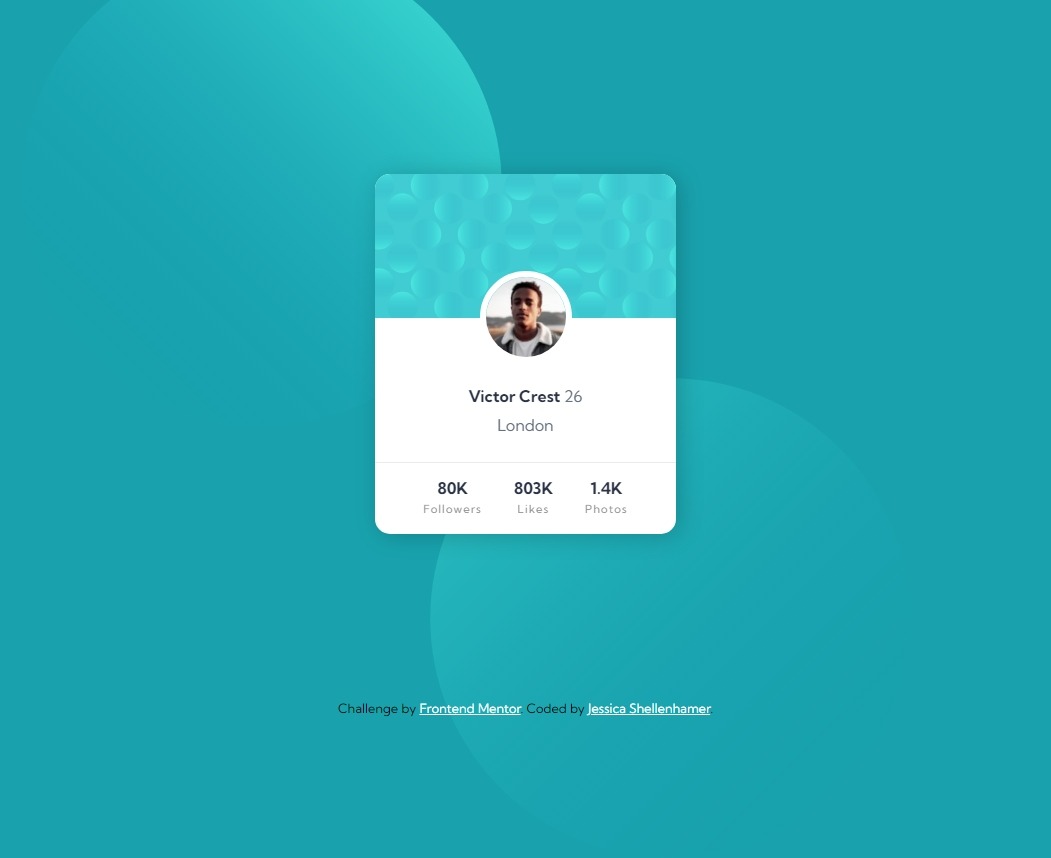 Victor Crest 26
London
80K 803K 1.4K
Followers Likes Photos
Challenge by Frontend Mentor. Coded by Jessica Shellenhamer.